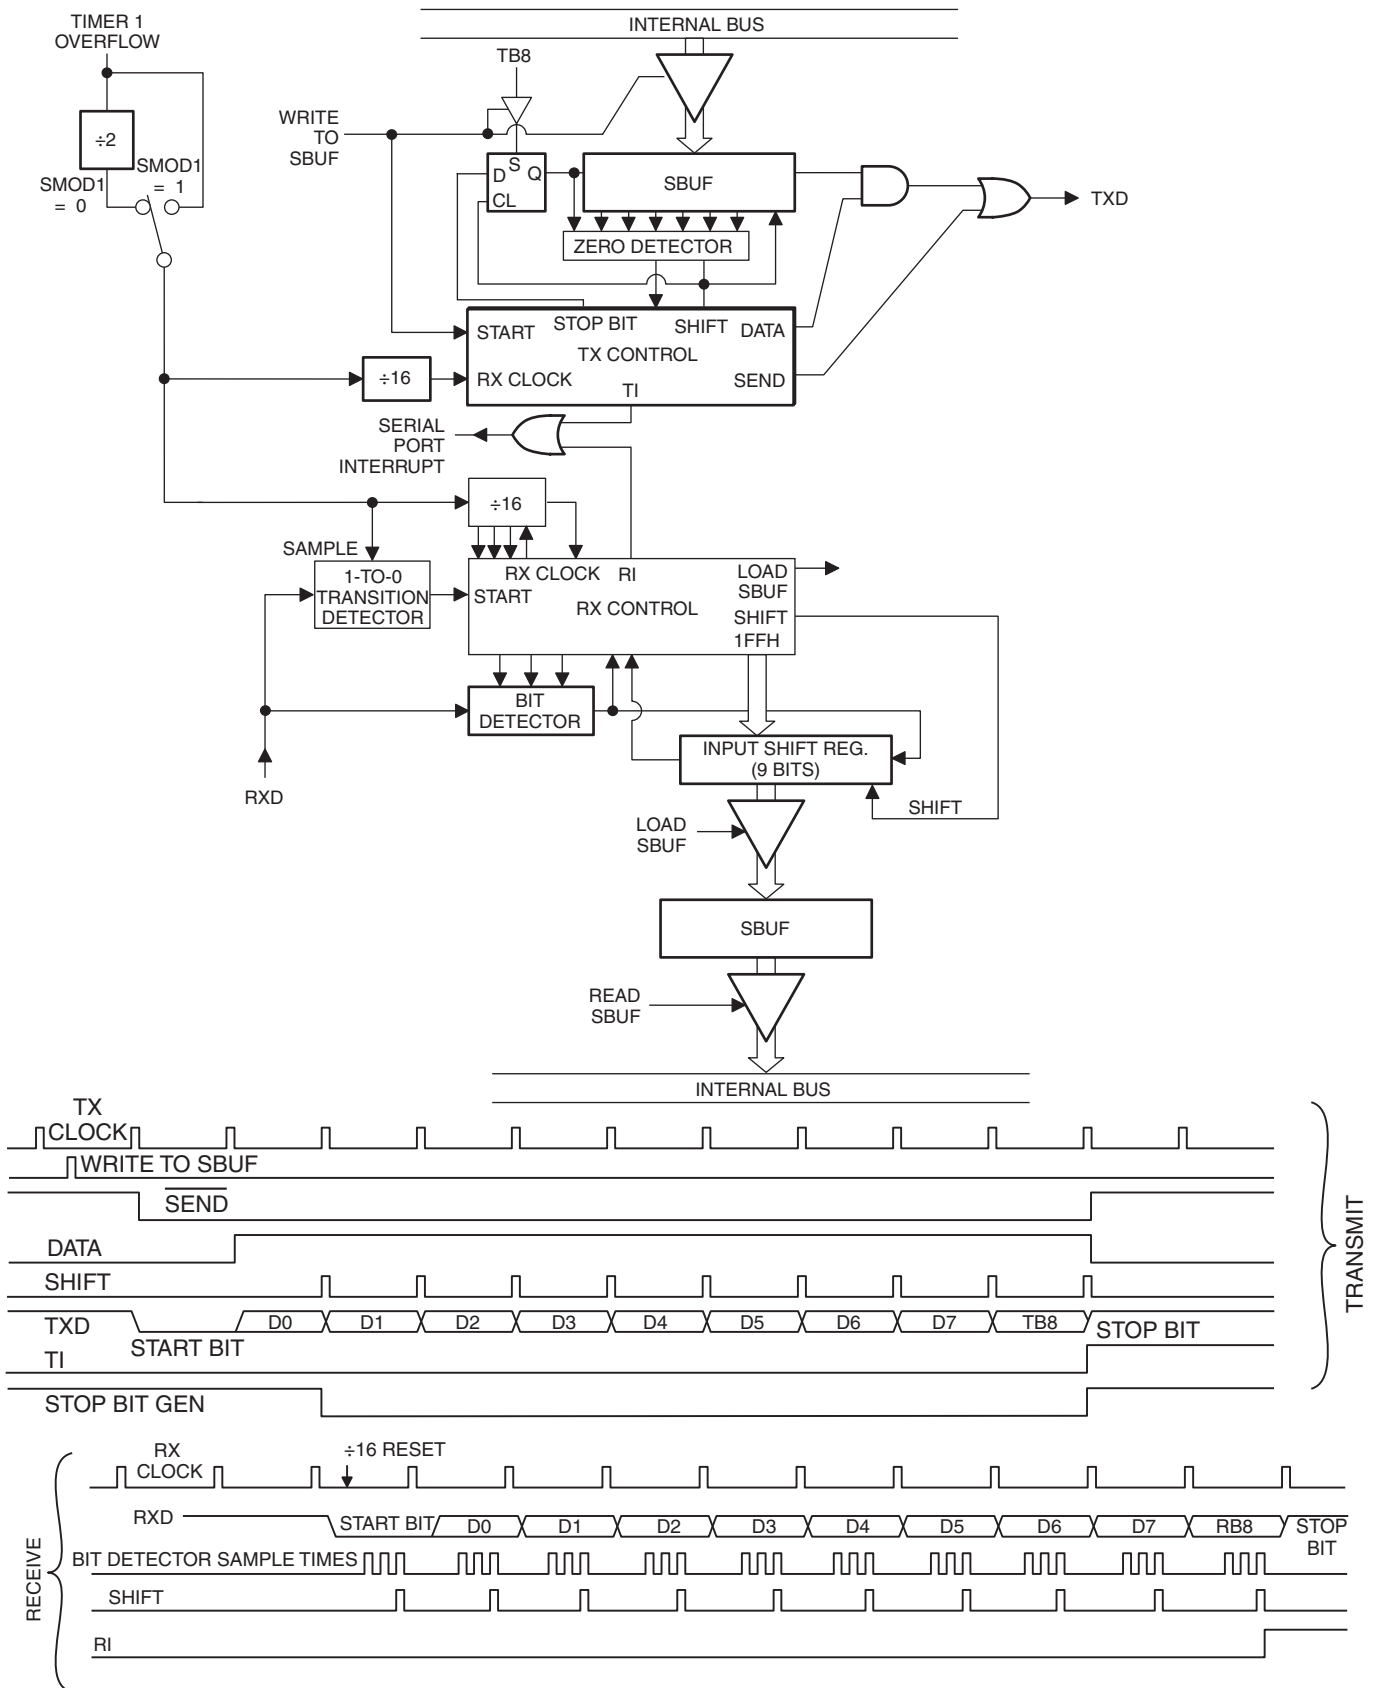 TIMER 1
OVERFLOW
INTERNAL BUS
TB8
WRITE
TO
SBUF
÷2
SMOD1
= 1
SMOD1
= 0
S
D
Q
CL
SBUF
TXD
ZERO DETECTOR
STOP BIT
SHIFT
DATA
START
TX CONTROL
RX CLOCK
SEND
TI
÷16
SERIAL
PORT
INTERRUPT
÷16
SAMPLE
1-TO-0
TRANSITION
DETECTOR
RX CLOCK
RI
LOAD
SBUF
START
RX CONTROL
SHIFT
1FFH
BIT
DETECTOR
INPUT SHIFT REG.
(9 BITS)
RXD
SHIFT
LOAD
SBUF
SBUF
READ
SBUF
INTERNAL BUS
TX
CLOCK
WRITE TO SBUF
SEND
DATA
SHIFT
TXD
START BIT
D0
D1
D2
D3
D4
D5
D6
D7
TB8
STOP BIT
TI
STOP BIT GEN
TRANSMIT
RX
CLOCK
÷16 RESET
RXD
START BIT
D0
D1
D2
D3
D4
D5
D6
D7
RB8
STOP
BIT
BIT DETECTOR SAMPLE TIMES
SHIFT
RI
RECEIVE